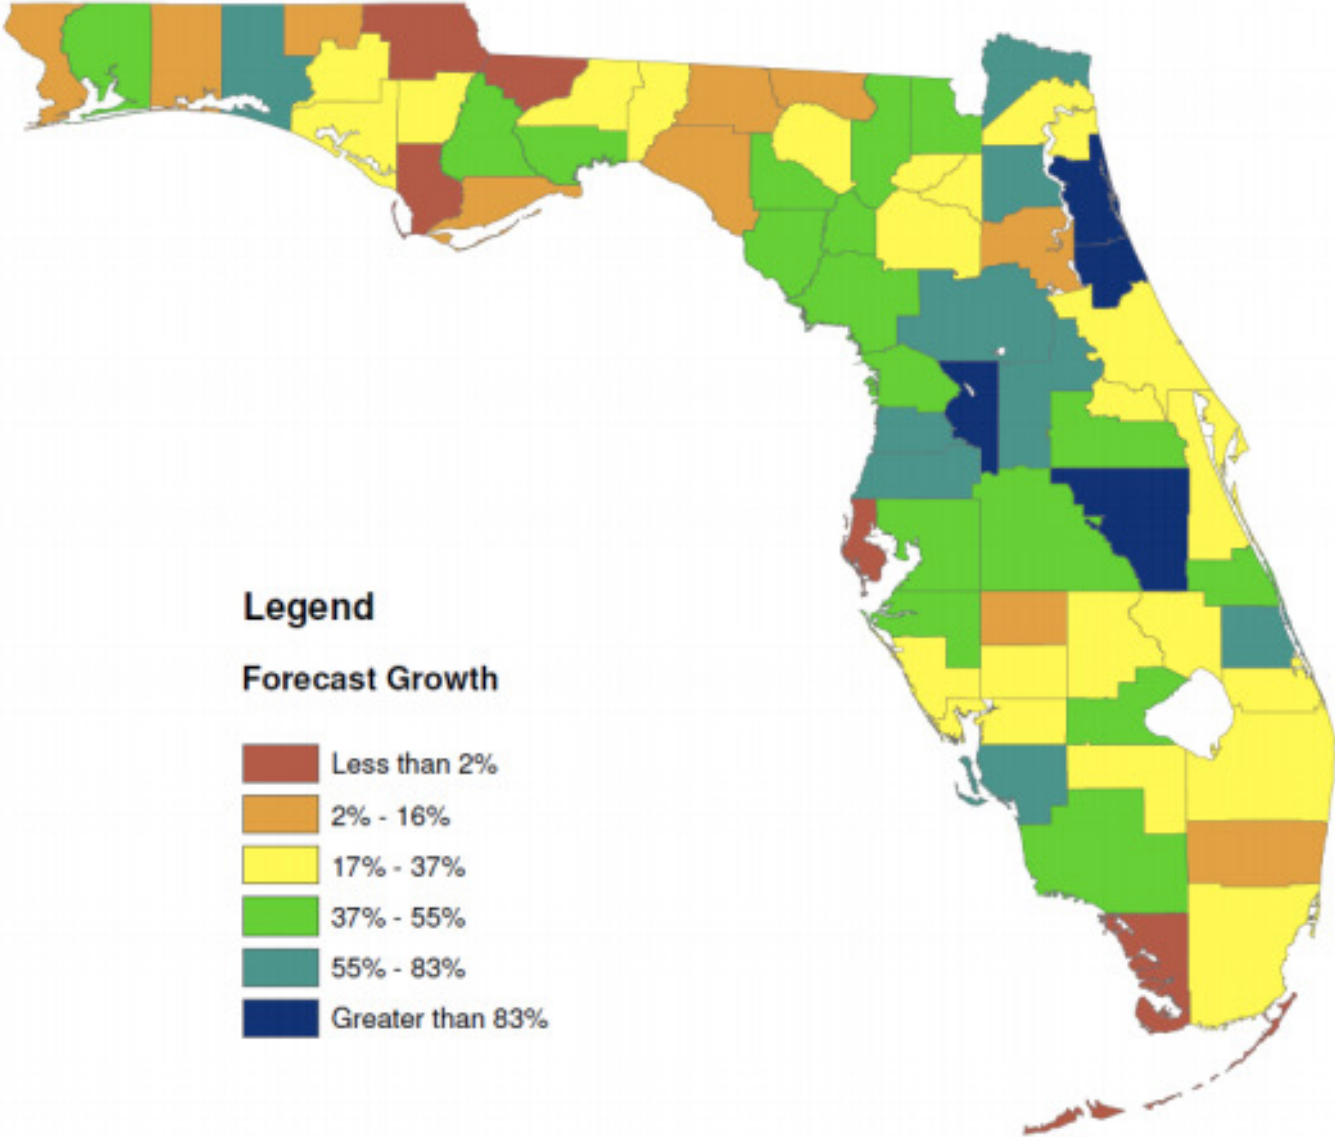 Legend
Forecast Growth
Less than 2%
2% - 16%
17% - 37%
37% - 55%
55% - 83%
Greater than 83%